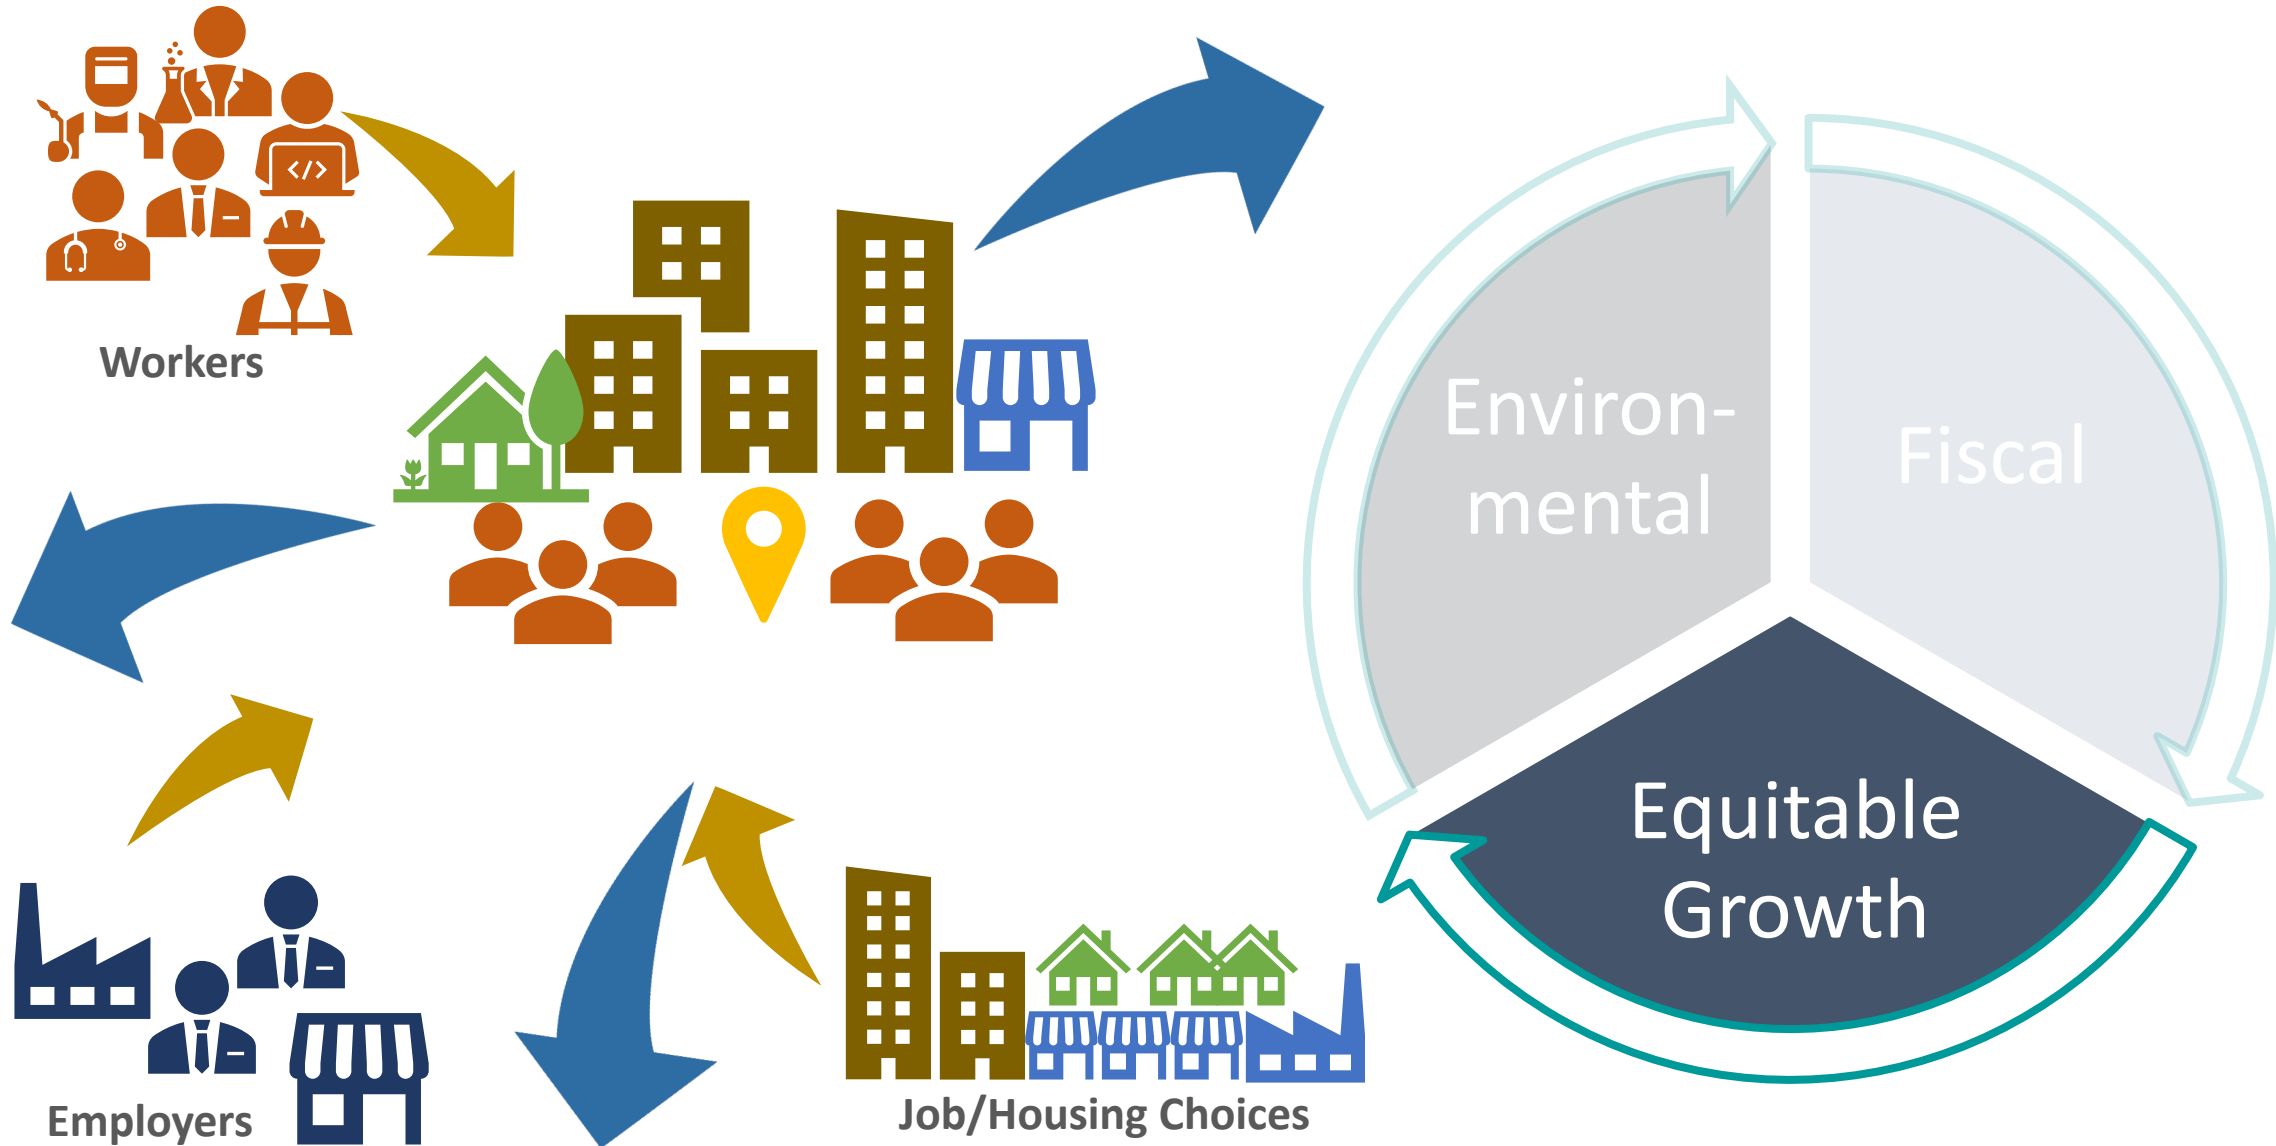 Workers
Environ-
mental
Fiscal
Equitable
Growth
Employers
Job/Housing Choices